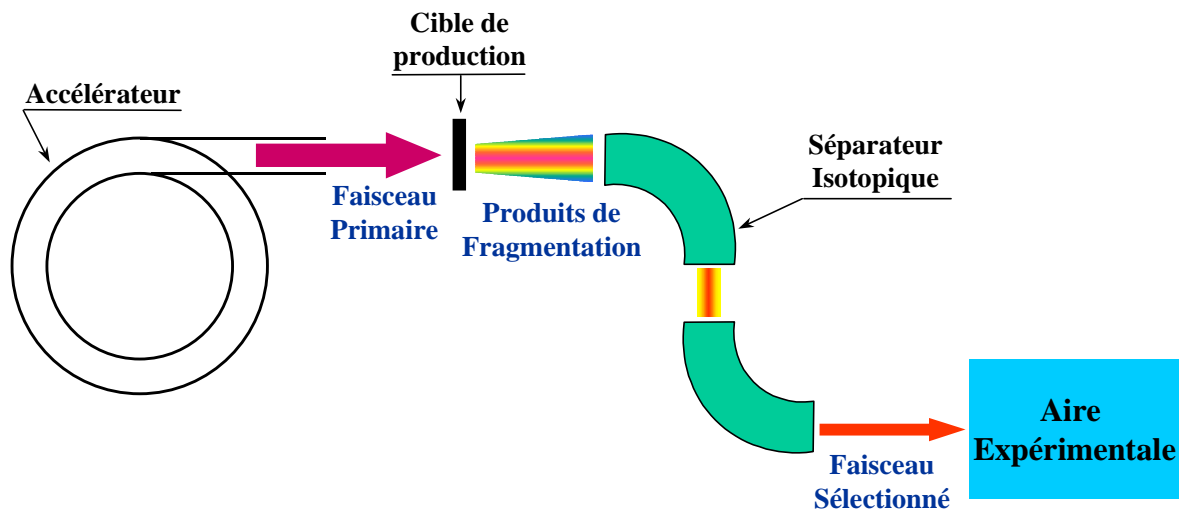 Cible de
production
Accélérateur
Faisceau
Primaire
Produits de
Fragmentation
Séparateur
Isotopique
Aire
Expérimentale
Faisceau
Sélectionné